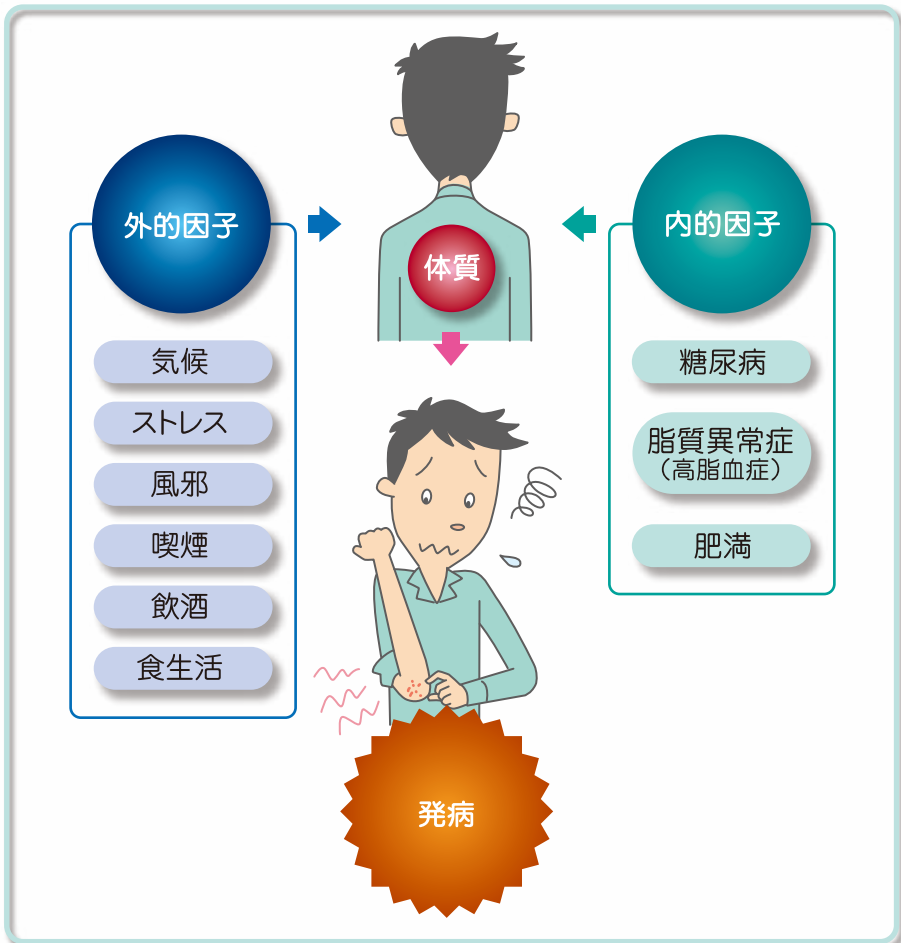 外的因子
気候
ストレス
風邪
喫煙
飲酒
食生活
体質
内的因子
糖尿病
脂質異常症
（高脂血症）
肥満
発病